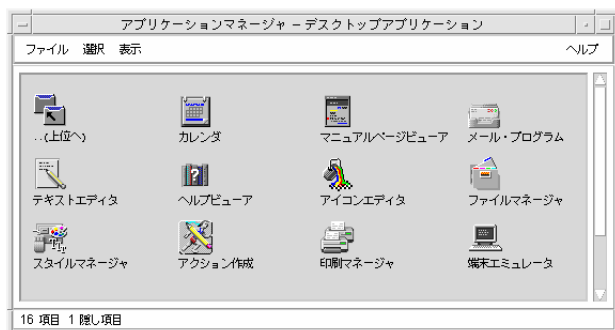 アプリケーションマネージャ – デスクトップアプリケーション
ファイル 選択 表示 ヘルプ
..(上位へ) カレンダ マニュアルページビューア メール・プログラム
テキストエディタ ヘルプビューア アイコンエディタ ファイルマネージャ
スタイルマネージャ アクション作成 印刷マネージャ 端末エミュレータ
16 項目 1 隠し項目